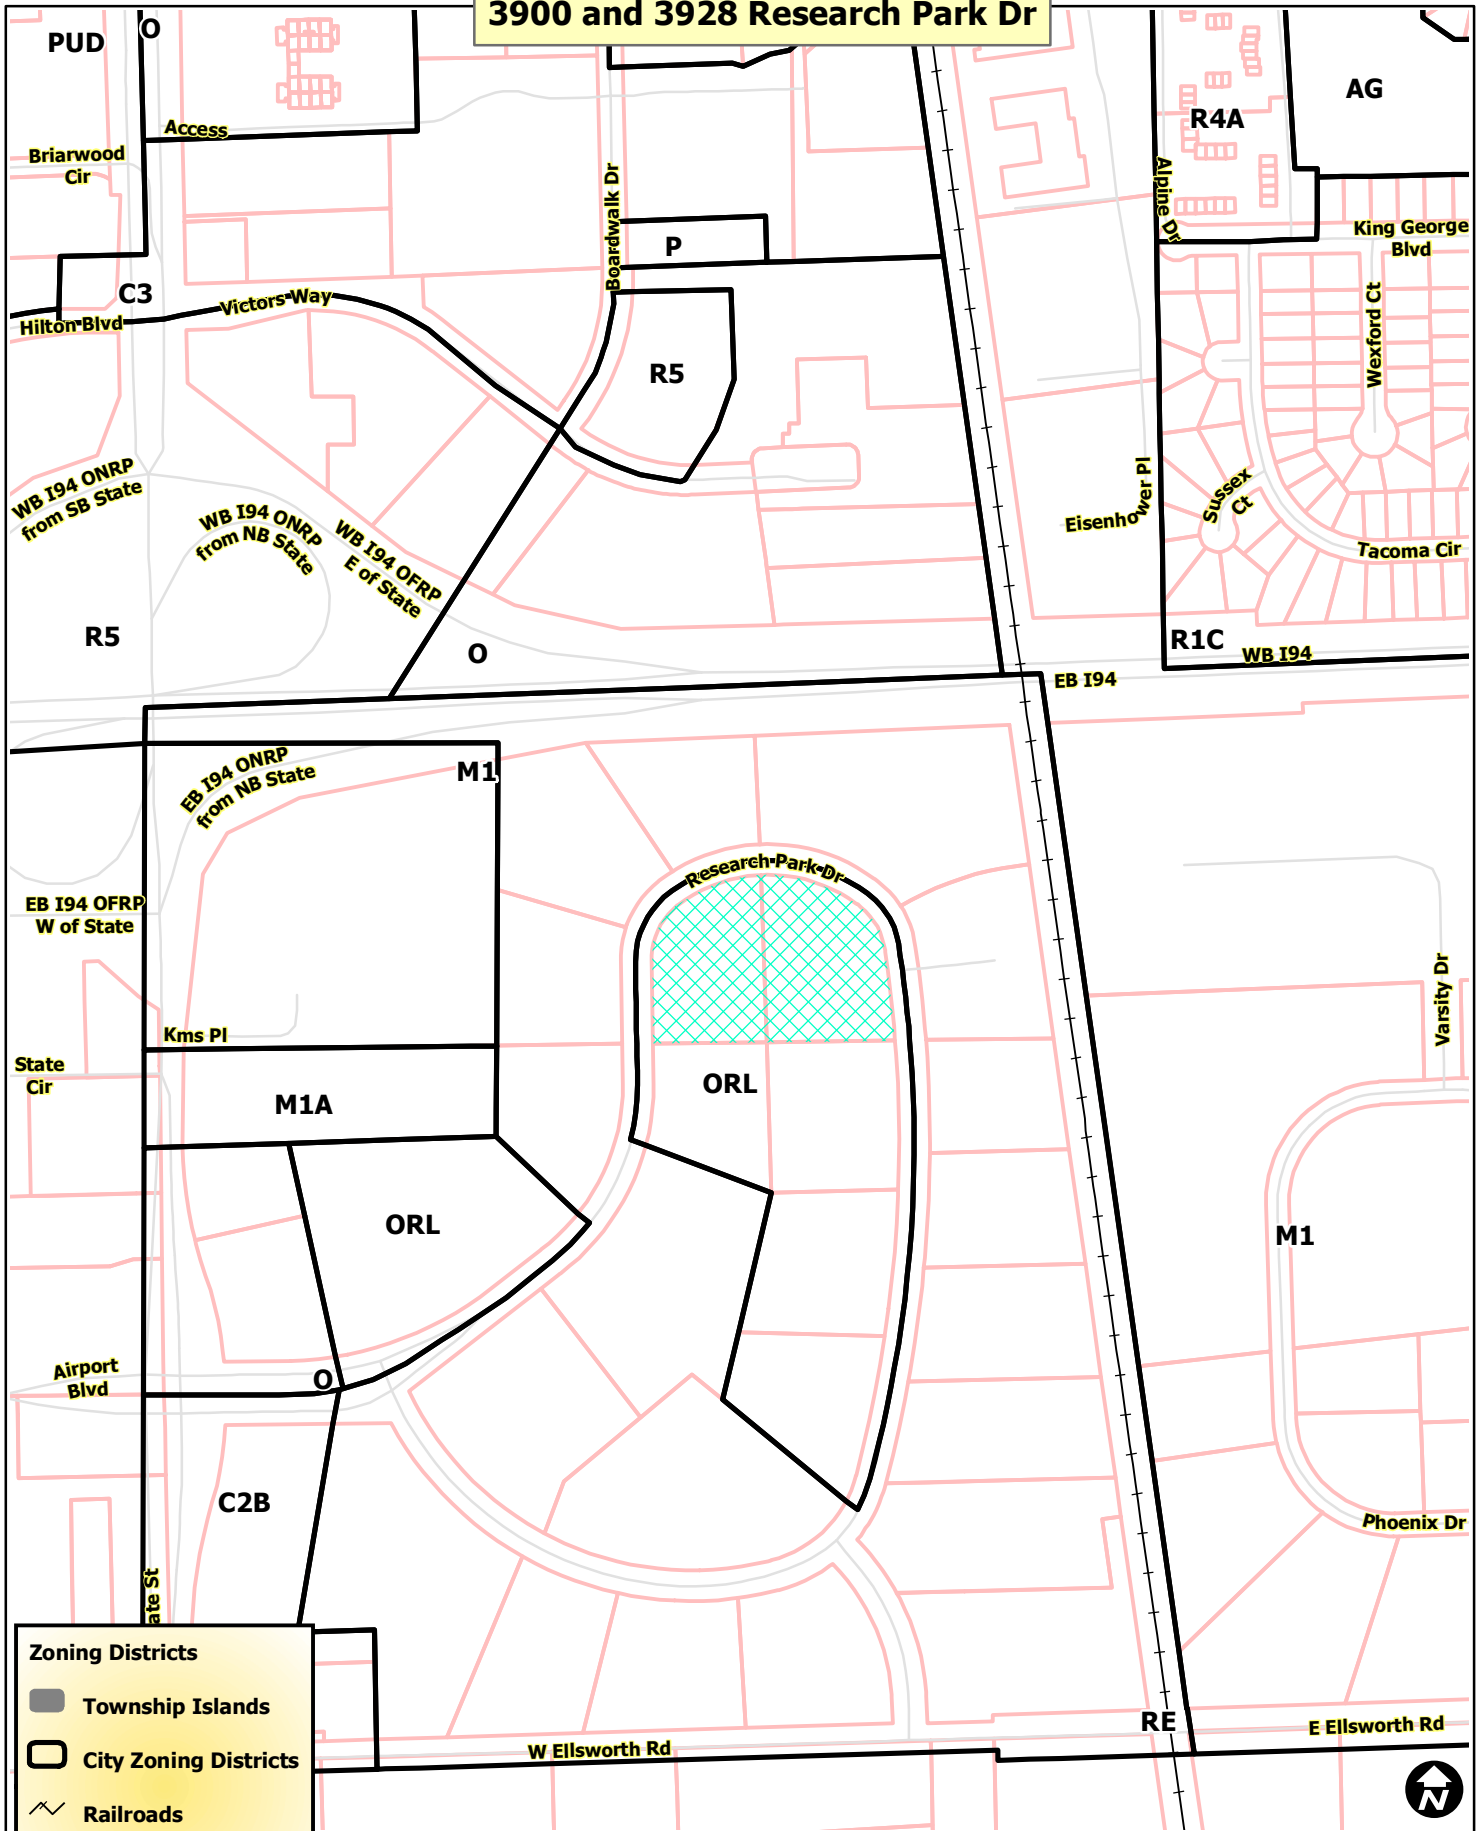 3900 and 3928 Research Park Dr
PUD
O
AG
R4A
Access
Briarwood
Cir
Boardwalk Dr
Alpine Dr
King George
Blvd
P
C3
Victors Way
Hilton Blvd
Wexford Ct
R5
WB I94 ONRP
from SB State
WB I94 ONRP
from NB State
WB I94 OFRP
E of State
Eisenhower Pl
Sussex
Ct
Tacoma Cir
R5
O
R1C
WB I94
EB I94
EB I94 ONRP
from NB State
M1
Research Park Dr
EB I94 OFRP
W of State
Varsity Dr
Kms Pl
State
Cir
ORL
M1A
ORL
M1
Airport
Blvd
O
C2B
Phoenix Dr
ate St
Zoning Districts
Township Islands
City Zoning Districts
Railroads
RE
E Ellsworth Rd
W Ellsworth Rd
N